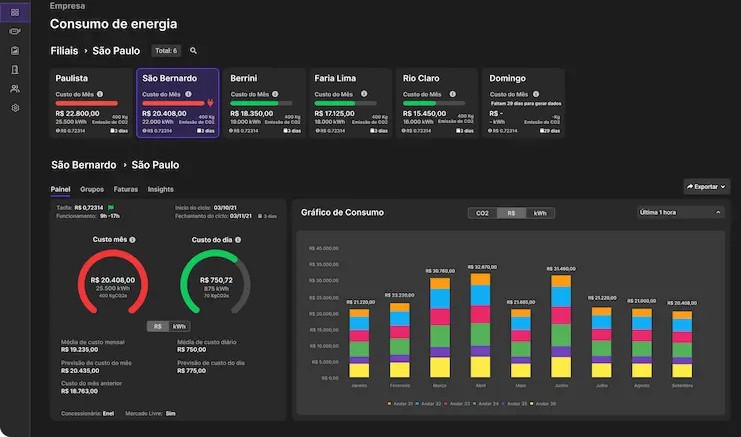 Empresa
Consumo de energia
Filiais › São Paulo Total: 6
Paulista
Custo do Mês
R$ 22.800,00
25.500 kWh
400 Kg
Emissão de CO2
R$ 0,72314
3 dias
São Bernardo
Custo do Mês
R$ 20.408,00
22.000 kWh
400 Kg
Emissão de CO2
R$ 0,72314
3 dias
Berrini
Custo do Mês
R$ 18.350,00
19.000 kWh
400 Kg
Emissão de CO2
R$ 0,72314
3 dias
Faria Lima
Custo do Mês
R$ 17.125,00
18.000 kWh
400 Kg
Emissão de CO2
R$ 0,72314
3 dias
Rio Claro
Custo do Mês
R$ 15.450,00
16.000 kWh
400 Kg
Emissão de CO2
R$ 0,72314
3 dias
Domingo
Custo do Mês
Faltam 29 dias para gerar dados
R$ -
- kWh
-Kg
Emissão de CO2
R$ 0,72314
29 dias
São Bernardo › São Paulo
Painel Grupos Faturas Insights
Exportar
Tarifa: R$ 0,72314
Funcionamento: 9h -17h
Início do ciclo: 03/10/21
Fechamento do ciclo: 03/11/21 3 dias
Custo mês
R$ 20.408,00
25.500 kWh
400 KgCO2s
Custo do dia
R$ 750,72
875 kWh
70 KgCO2s
R$ kWh
Média de custo mensal
R$ 19.235,00
Média de custo diário
R$ 750,00
Previsão de custo do mês
R$ 20.435,00
Previsão de custo do dia
R$ 775,00
Custo do mês anterior
R$ 18.763,00
Concessionário: Enel Mercado Livre: Sim
Gráfico de Consumo
CO2 R$ kWh
Última 1 hora
R$ 40.000,00
R$ 35.000,00
R$ 30.000,00
R$ 25.000,00
R$ 20.000,00
R$ 15.000,00
R$ 10.000,00
R$ 5.000,00
R$ 0,00
R$ 21.220,00
R$ 23.220,00
R$ 30.760,00
R$ 32.670,00
R$ 31.460,00
R$ 21.220,00
R$ 21.000,00
R$ 20.408,00
Janeiro Fevereiro Março Abril Maio Junho Julho Agosto Setembro
Andar 31 Andar 32 Andar 33 Andar 34 Andar 35 Andar 36